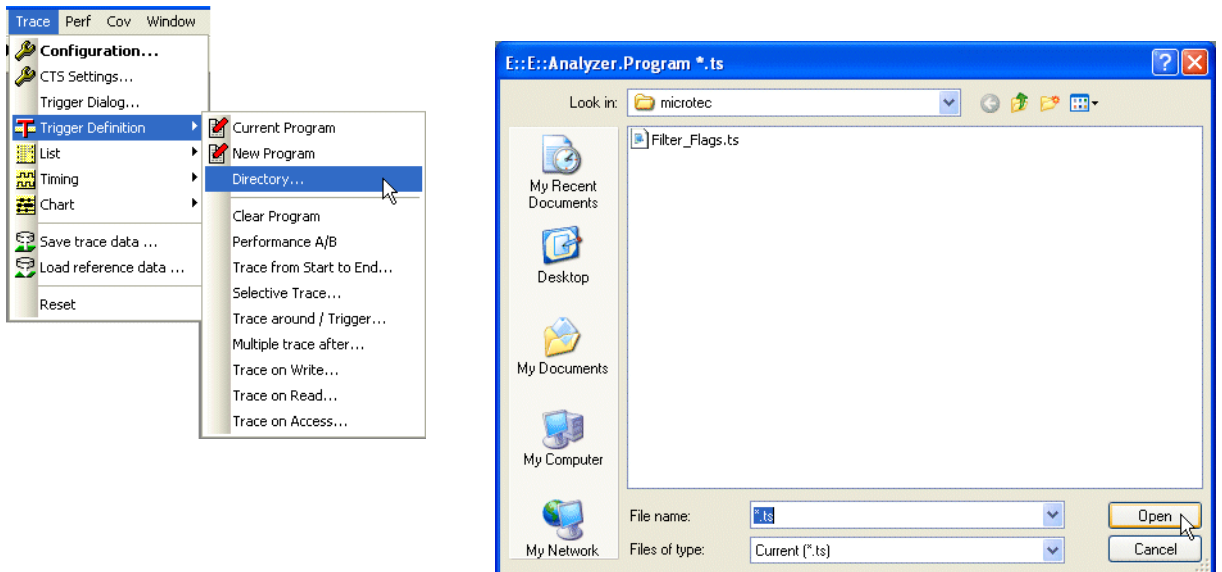 Trace Perf Cov Window
Configuration...
CTS Settings...
Trigger Dialog...
Trigger Definition
List
Timing
Chart
Save trace data ...
Load reference data ...
Reset
Current Program
New Program
Directory...
Clear Program
Performance A/B
Trace from Start to End...
Selective Trace...
Trace around / Trigger...
Multiple trace after...
Trace on Write...
Trace on Read...
Trace on Access...
E::E::Analyzer.Program *.ts
Look in: microtec
Filter_Flags.ts
My Recent
Documents
Desktop
My Documents
My Computer
My Network
File name: *.ts
Open
Files of type: Current (*.ts)
Cancel